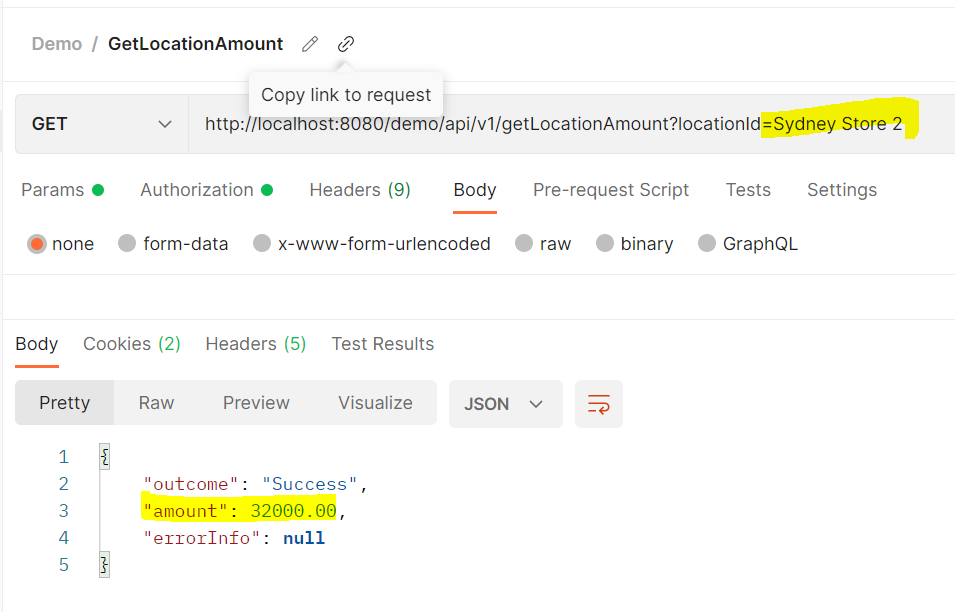 Demo / GetLocationAmount
Copy link to request
GET http://localhost:8080/demo/api/v1/getLocationAmount?locationId=Sydney Store 2
Params Authorization Headers (9) Body Pre-request Script Tests Settings
none form-data x-www-form-urlencoded raw binary GraphQL
Body Cookies (2) Headers (5) Test Results
Pretty Raw Preview Visualize JSON
1 {
2 "outcome": "Success",
3 "amount": 32000.00,
4 "errorInfo": null
5 }